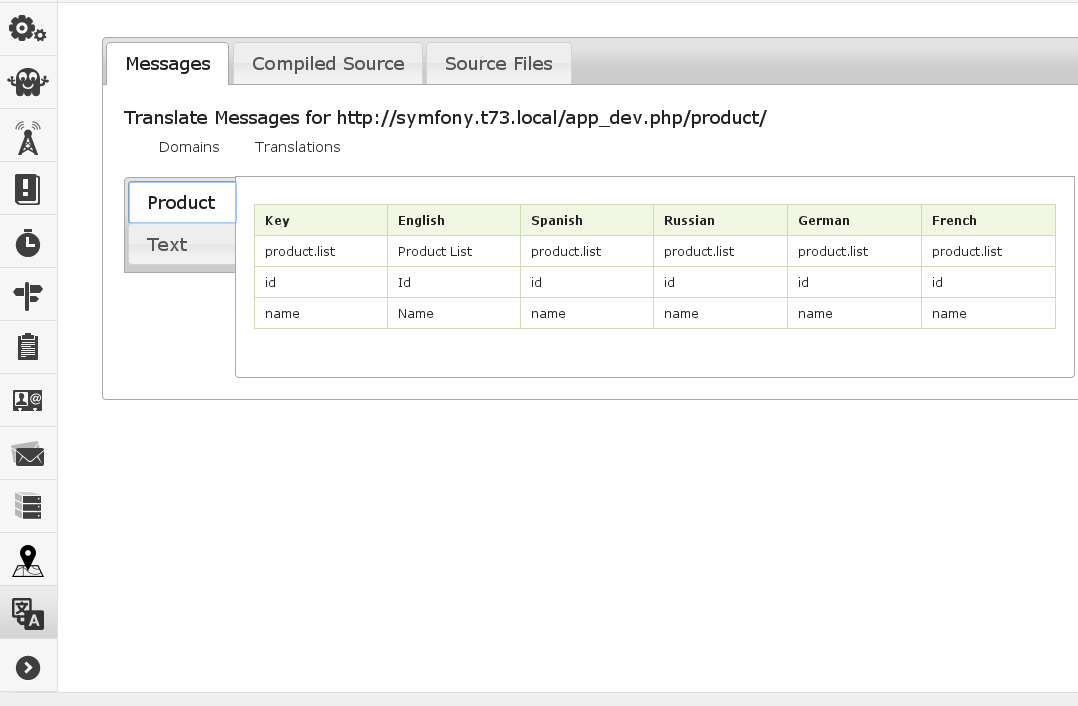 Messages Compiled Source Source Files
Translate Messages for http://symfony.t73.local/app_dev.php/product/
Domains Translations
Product
Text
Key English Spanish Russian German French
product.list Product List product.list product.list product.list product.list
id Id id id id id
name Name name name name name
@
文A